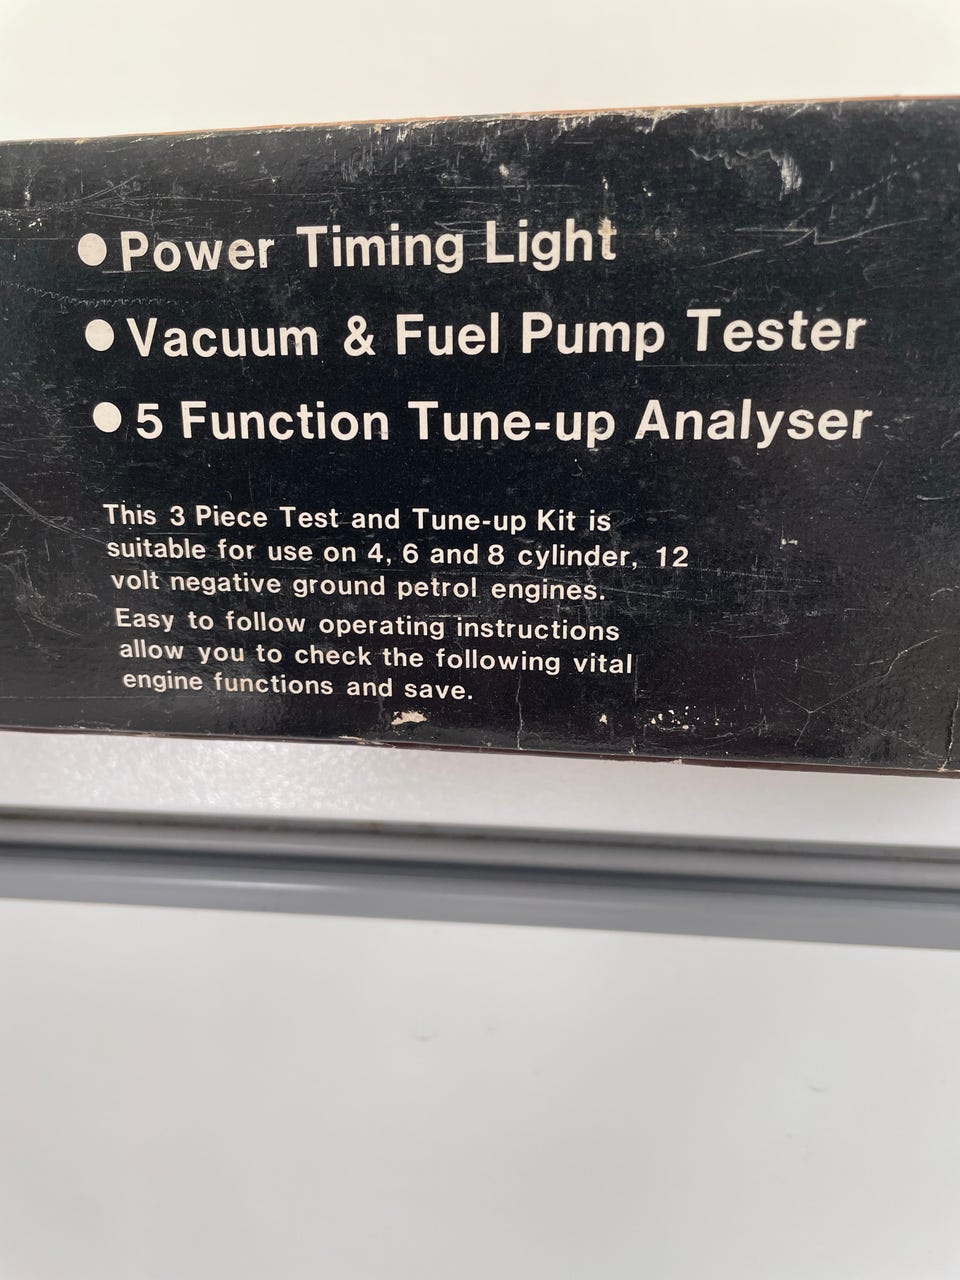 ● Power Timing Light
● Vacuum & Fuel Pump Tester
● 5 Function Tune-up Analyser
This 3 Piece Test and Tune-up Kit is
suitable for use on 4, 6 and 8 cylinder, 12
volt negative ground petrol engines.
Easy to follow operating instructions
allow you to check the following vital
engine functions and save.